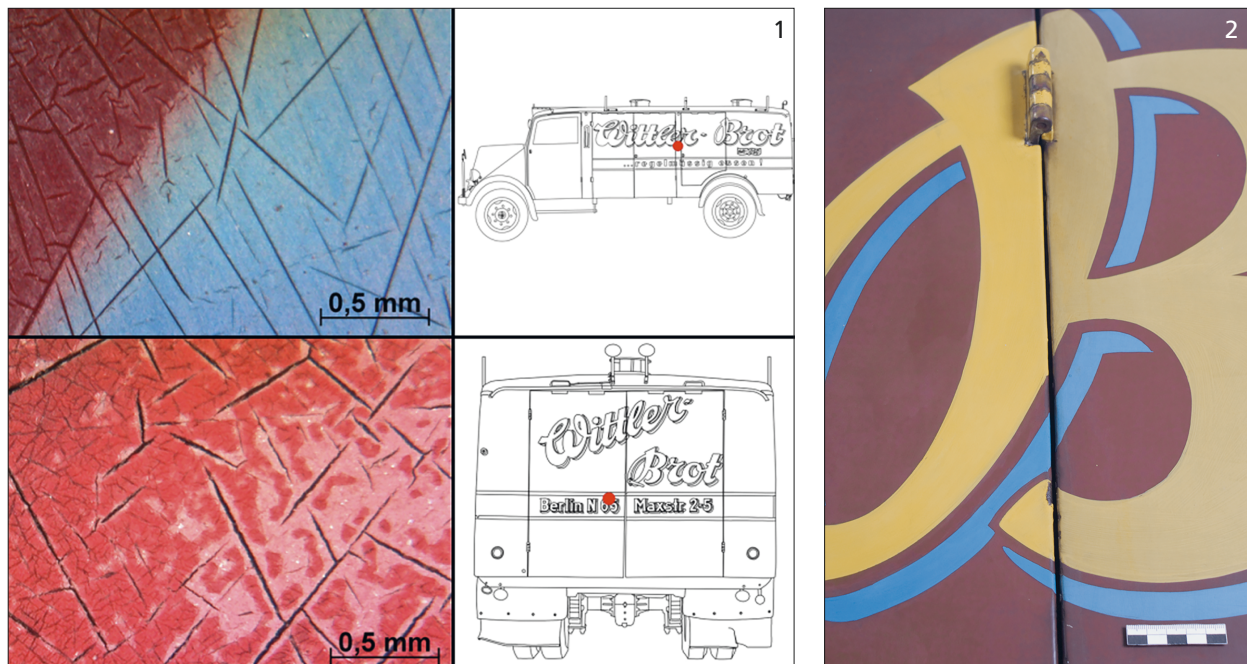 1
2
0,5 mm
Wittler-Brot
...regelmässig essen!
0,5 mm
Wittler-
Brot
Berlin N 65 Maxstr. 2-5
B